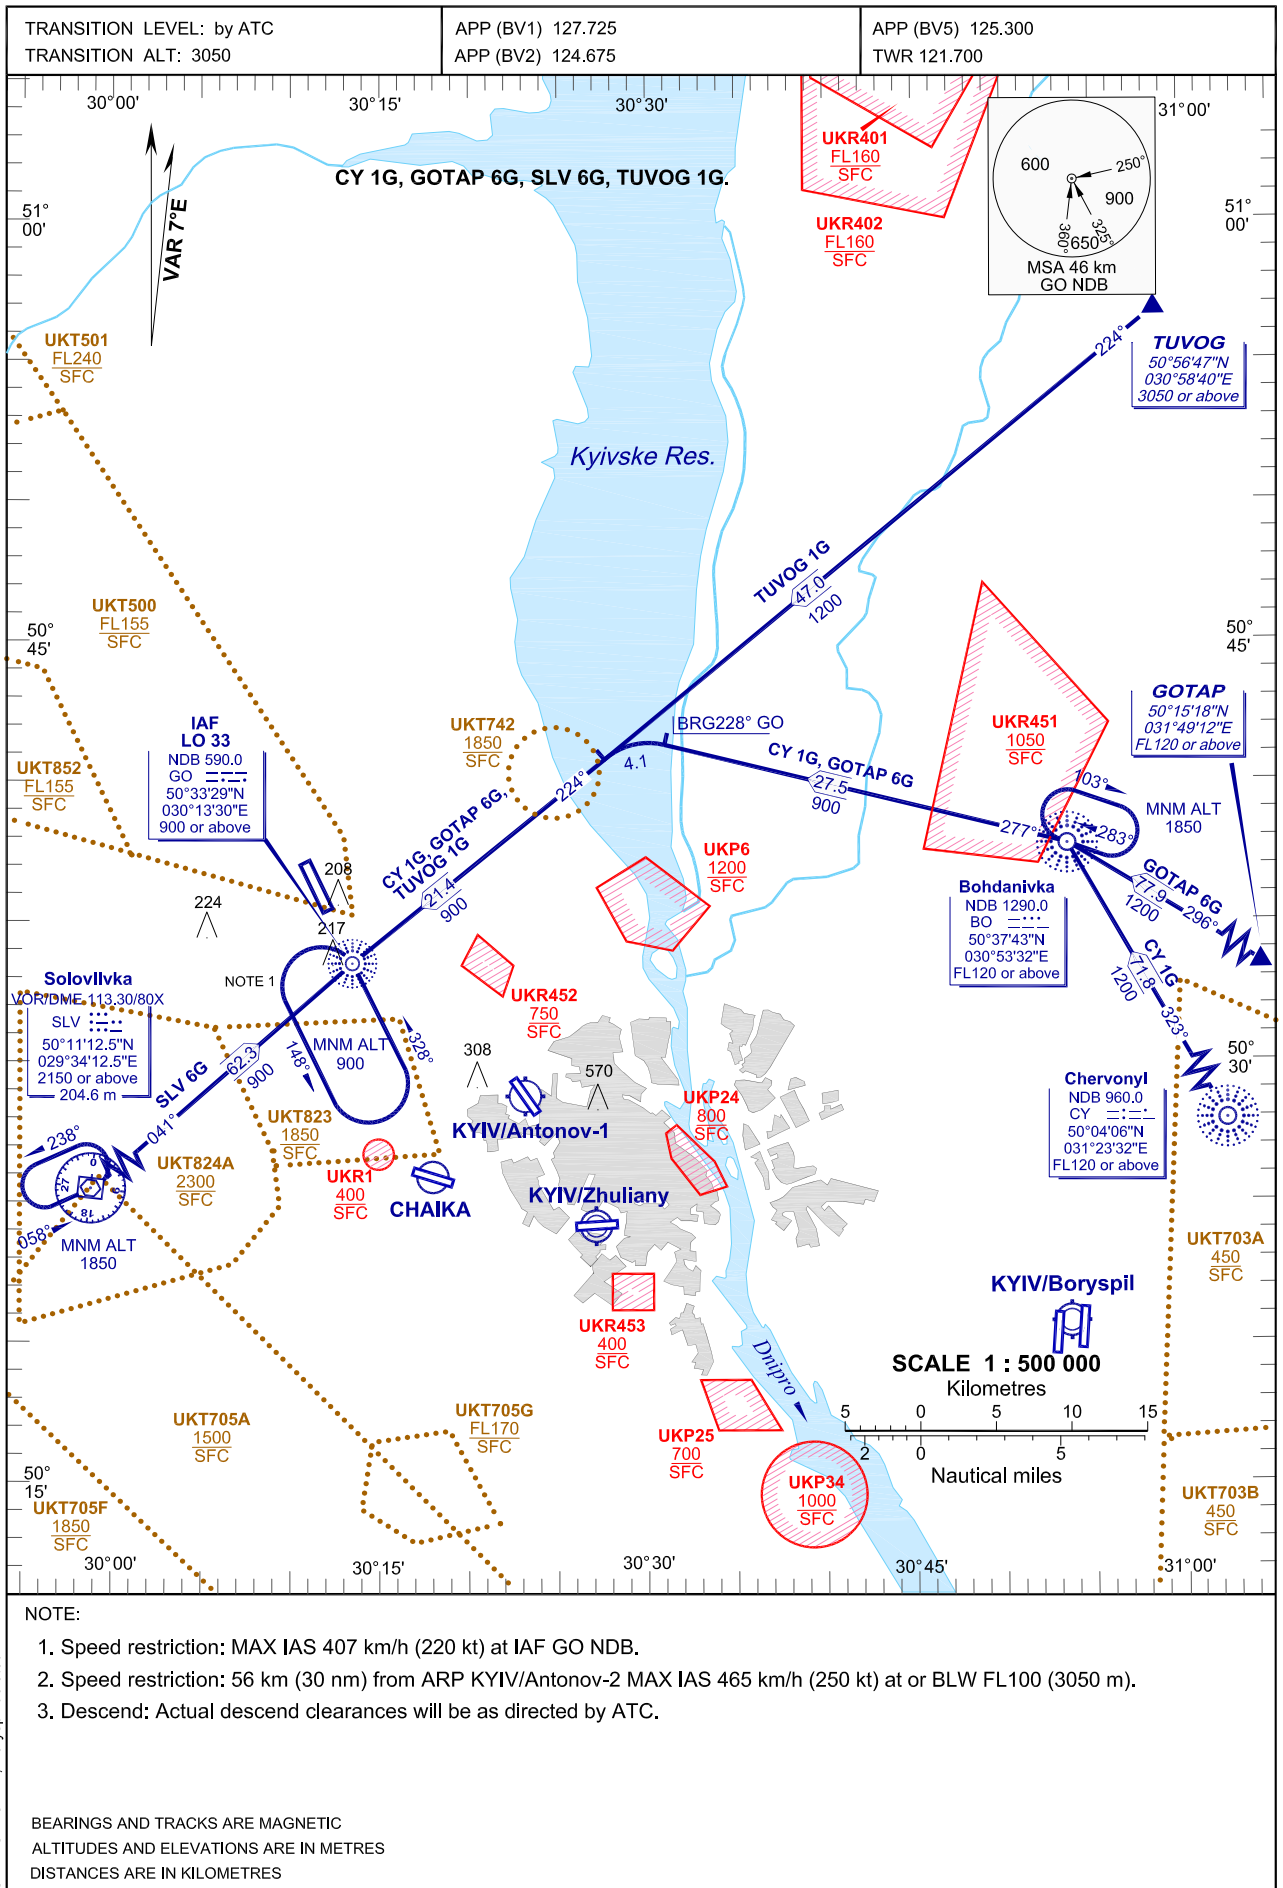 TRANSITION LEVEL: by ATC
TRANSITION ALT: 3050
APP (BV1) 127.725
APP (BV2) 124.675
APP (BV5) 125.300
TWR 121.700
30°00'
30°15'
30°30'
31°00'
CY 1G, GOTAP 6G, SLV 6G, TUVOG 1G.
VAR 7°E
51°
00'
51°
00'
UKR401
FL160
SFC
UKR402
FL160
SFC
600
250°
900
325°
360°
650
MSA 46 km
GO NDB
224°
TUVOG
50°56'47"N
030°58'40"E
3050 or above
UKT501
FL240
SFC
Kyivske Res.
TUVOG 1G
47.0
1200
UKT500
FL155
SFC
50°
45'
50°
45'
IAF
LO 33
NDB 590.0
GO
50°33'29"N
030°13'30"E
900 or above
UKT742
1850
SFC
BRG228° GO
4.1
224°
CY 1G, GOTAP 6G
27.5
900
UKR451
1050
SFC
GOTAP
50°15'18"N
031°49'12"E
FL120 or above
UKT852
FL155
SFC
103°
MNM ALT
1850
277°
283°
CY 1G, GOTAP 6G,
TUVOG 1G
21.4
900
UKP6
1200
SFC
208
224
217
Bohdanivka
NDB 1290.0
BO
50°37'43"N
030°53'32"E
FL120 or above
GOTAP 6G
77.9
1200
296°
CY 1G
71.8
1200
323°
NOTE 1
Solovilvka
VOR/DME 113.30/80X
SLV
50°11'12.5"N
029°34'12.5"E
2150 or above
204.6 m
UKR452
750
SFC
MNM ALT
900
148°
328°
SLV 6G
62.3
900
041°
308
570
50°
30'
Chervonyl
NDB 960.0
CY
50°04'06"N
031°23'32"E
FL120 or above
UKP24
800
SFC
UKT823
1850
SFC
KYIV/Antonov-1
238°
UKT824A
2300
SFC
UKR1
400
SFC
CHAIKA
KYIV/Zhuliany
0
9
18
27
058°
MNM ALT
1850
UKT703A
450
SFC
KYIV/Boryspil
UKR453
400
SFC
Dnipro
SCALE 1 : 500 000
Kilometres
5 0 5 10 15
2 0 5
Nautical miles
UKT705A
1500
SFC
UKT705G
FL170
SFC
UKP25
700
SFC
50°
15'
UKP34
1000
SFC
UKT703B
450
SFC
UKT705F
1850
SFC
30°00'
30°15'
30°30'
30°45'
31°00'
NOTE:
1. Speed restriction: MAX IAS 407 km/h (220 kt) at IAF GO NDB.
2. Speed restriction: 56 km (30 nm) from ARP KYIV/Antonov-2 MAX IAS 465 km/h (250 kt) at or BLW FL100 (3050 m).
3. Descend: Actual descend clearances will be as directed by ATC.
BEARINGS AND TRACKS ARE MAGNETIC
ALTITUDES AND ELEVATIONS ARE IN METRES
DISTANCES ARE IN KILOMETRES